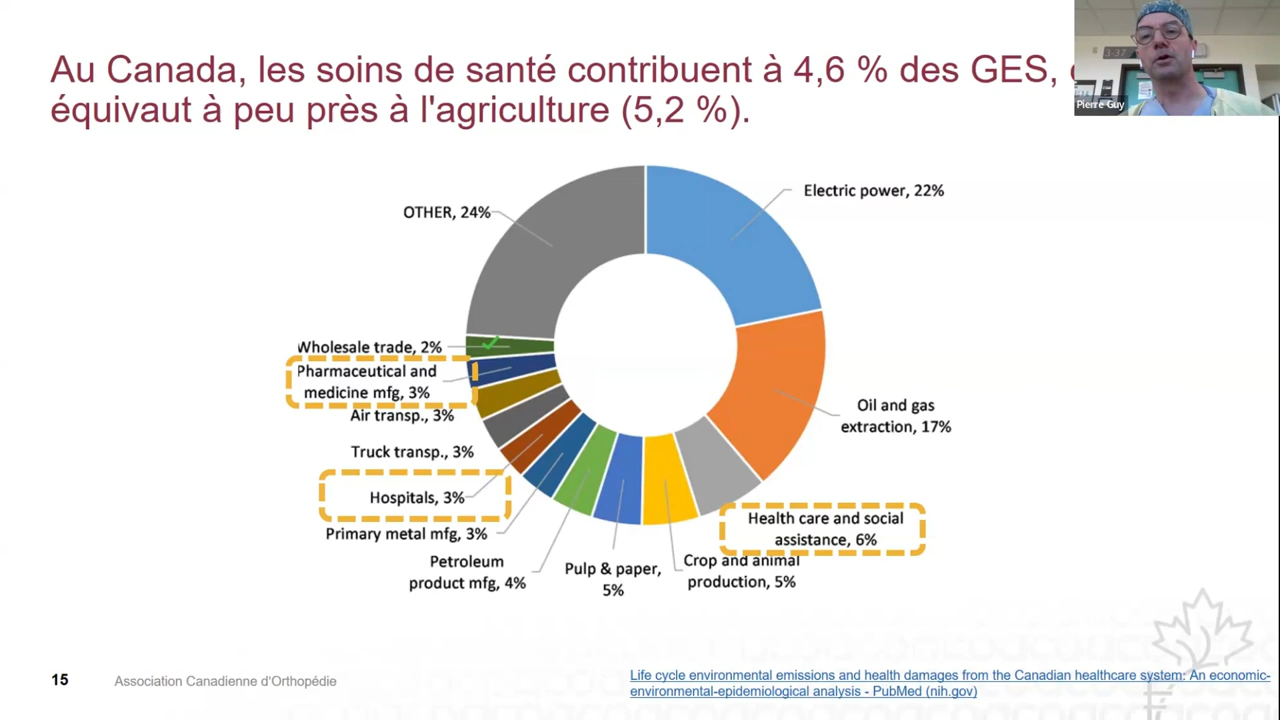 Au Canada, les soins de santé contribuent à 4,6 % des GES,
équivaut à peu près à l'agriculture (5,2 %).
3-37
Pierre Guy
Electric power, 22%
OTHER, 24%
Wholesale trade, 2%
Pharmaceutical and
medicine mfg, 3%
Air transp., 3%
Oil and gas
extraction, 17%
Truck transp., 3%
Hospitals, 3%
Primary metal mfg, 3%
Health care and social
assistance, 6%
Petroleum
product mfg, 4%
Pulp & paper,
5%
Crop and animal
production, 5%
15
Association Canadienne d'Orthopédie
Life cycle environmental emissions and health damages from the Canadian healthcare system: An economic-
environmental-epidemiological analysis - PubMed (nih.gov)